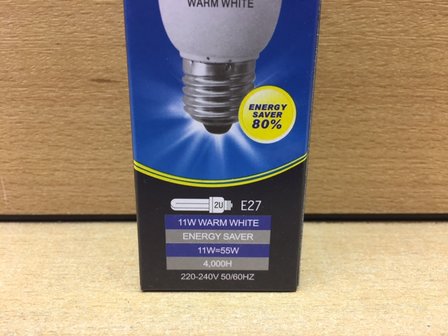 WARM WHITE
ENERGY
SAVER
80%
2U E27
11W WARM WHITE
ENERGY SAVER
11W=55W
4,000H
220-240V 50/60HZ